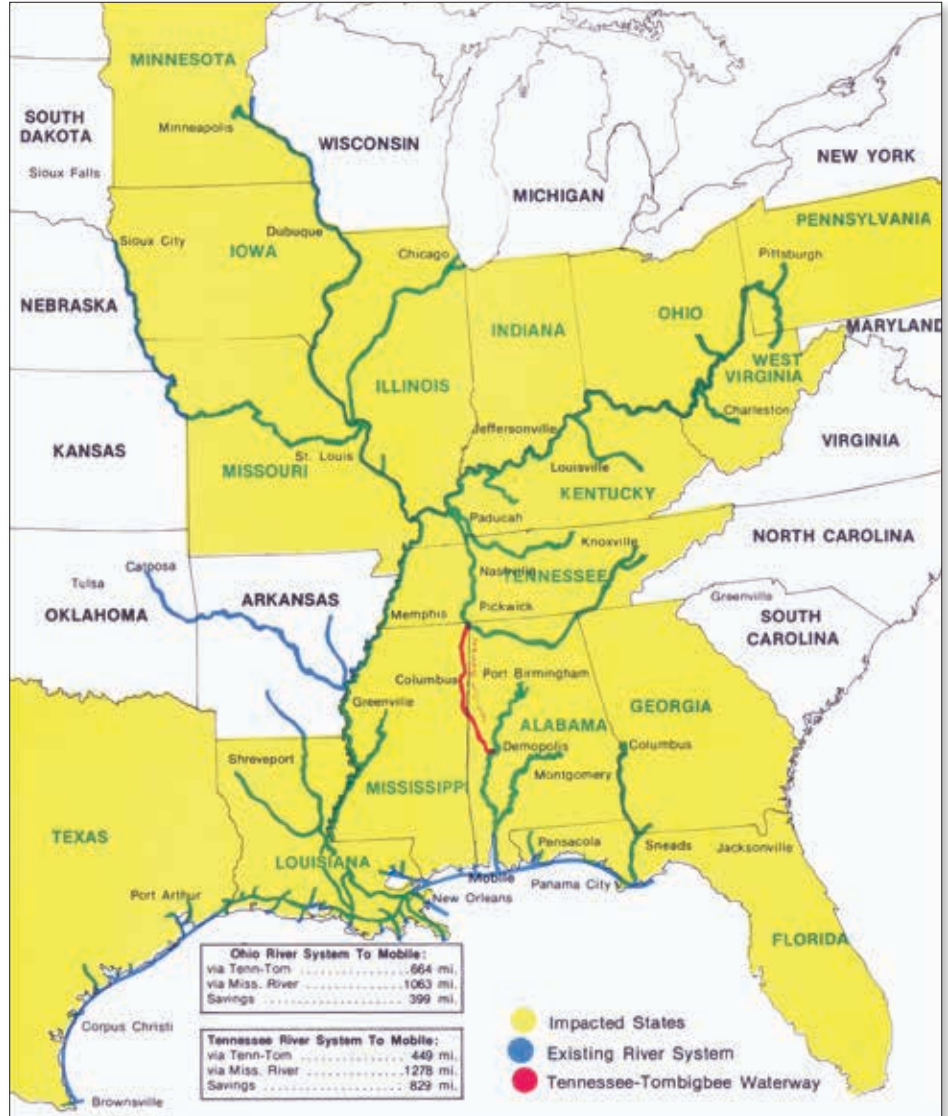 MINNESOTA
Minneapolis
SOUTH
DAKOTA
Sioux Falls
WISCONSIN
MICHIGAN
NEW YORK
PENNSYLVANIA
Pittsburgh
Sioux City
IOWA
Dubuque
Chicago
NEBRASKA
INDIANA
OHIO
MARYLAND
WEST
VIRGINIA
ILLINOIS
Charleston
KANSAS
Jeffersonville
VIRGINIA
St. Louis
MISSOURI
Louisville
KENTUCKY
Paducah
NORTH CAROLINA
Knoxville
Catoosa
Tulsa
OKLAHOMA
ARKANSAS
Nashville
TENNESSEE
Memphis
Pickwick
Greenville
SOUTH
CAROLINA
Columbus
Port Birmingham
Greenville
ALABAMA
GEORGIA
Shreveport
Demopolis
Columbus
Montgomery
MISSISSIPPI
TEXAS
LOUISIANA
Pensacola
Sneads
Jacksonville
Mobile
Panama City
Port Arthur
New Orleans
FLORIDA
Ohio River System To Mobile:
via Tenn-Tom ................ 664 mi.
via Miss. River .............. 1063 mi.
Savings ...................... 399 mi.
Corpus Christi
Tennessee River System To Mobile:
via Tenn-Tom ................ 449 mi.
via Miss. River .............. 1278 mi.
Savings ...................... 829 mi.
Brownsville
Impacted States
Existing River System
Tennessee-Tombigbee Waterway